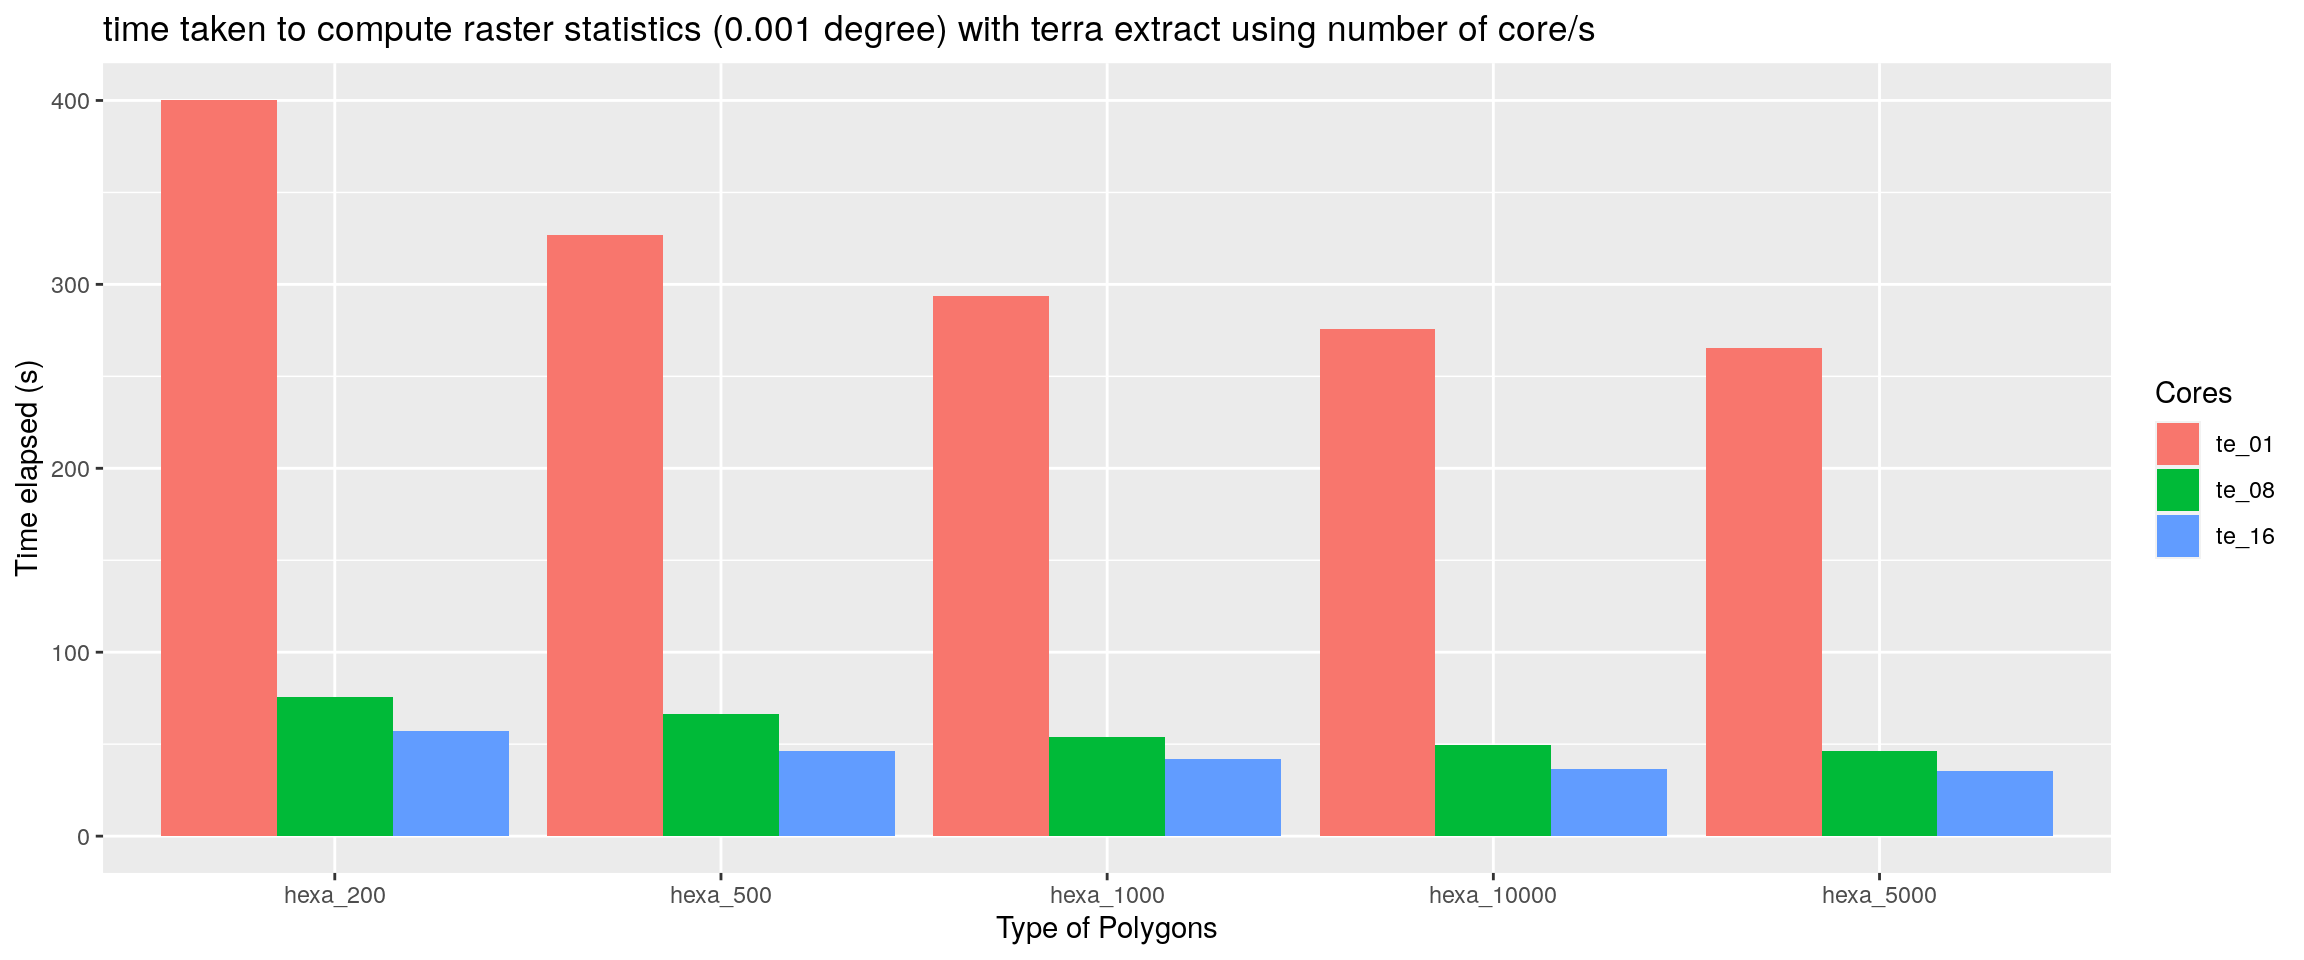 time taken to compute raster statistics (0.001 degree) with terra extract using number of core/s
Time elapsed (s)
400
300
200
100
0
hexa_200
hexa_500
hexa_1000
hexa_10000
hexa_5000
Type of Polygons
Cores
te_01
te_08
te_16